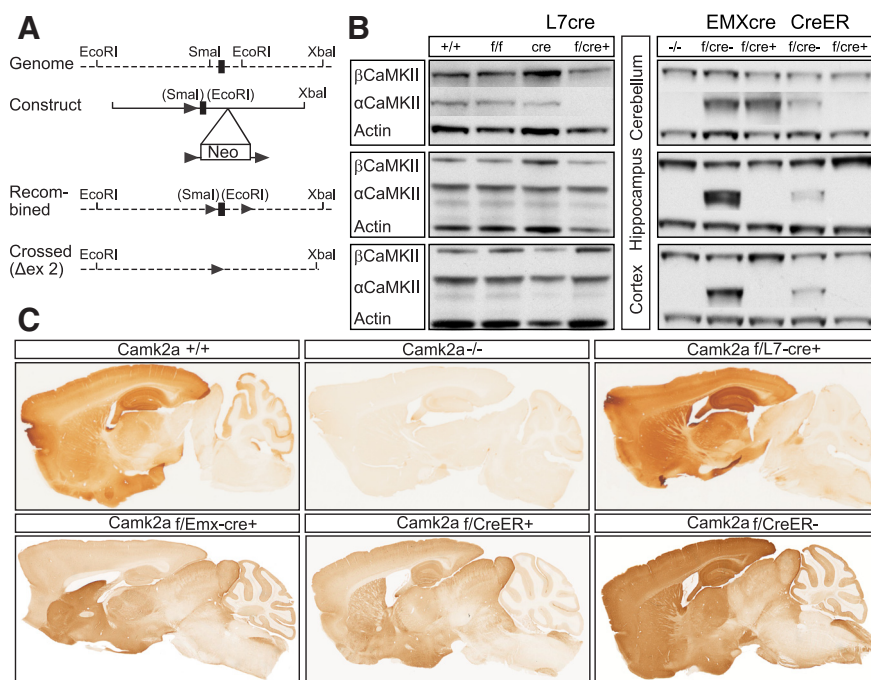 A
EcoRI SmaI EcoRI XbaI
Genome
(SmaI) (EcoRI) XbaI
Construct
Neo
Recom-
bined
EcoRI (SmaI) (EcoRI) XbaI
Crossed
(Δex 2)
EcoRI XbaI
B
L7cre
+/+ f/f cre f/cre+
EMXcre CreER
-/- f/cre- f/cre+ f/cre- f/cre+
βCaMKII
αCaMKII
Actin
Cerebellum
βCaMKII
αCaMKII
Actin
Hippocampus
βCaMKII
αCaMKII
Actin
Cortex
C
Camk2a +/+
Camk2a-/-
Camk2a f/L7-cre+
Camk2a f/Emx-cre+
Camk2a f/CreER+
Camk2a f/CreER-